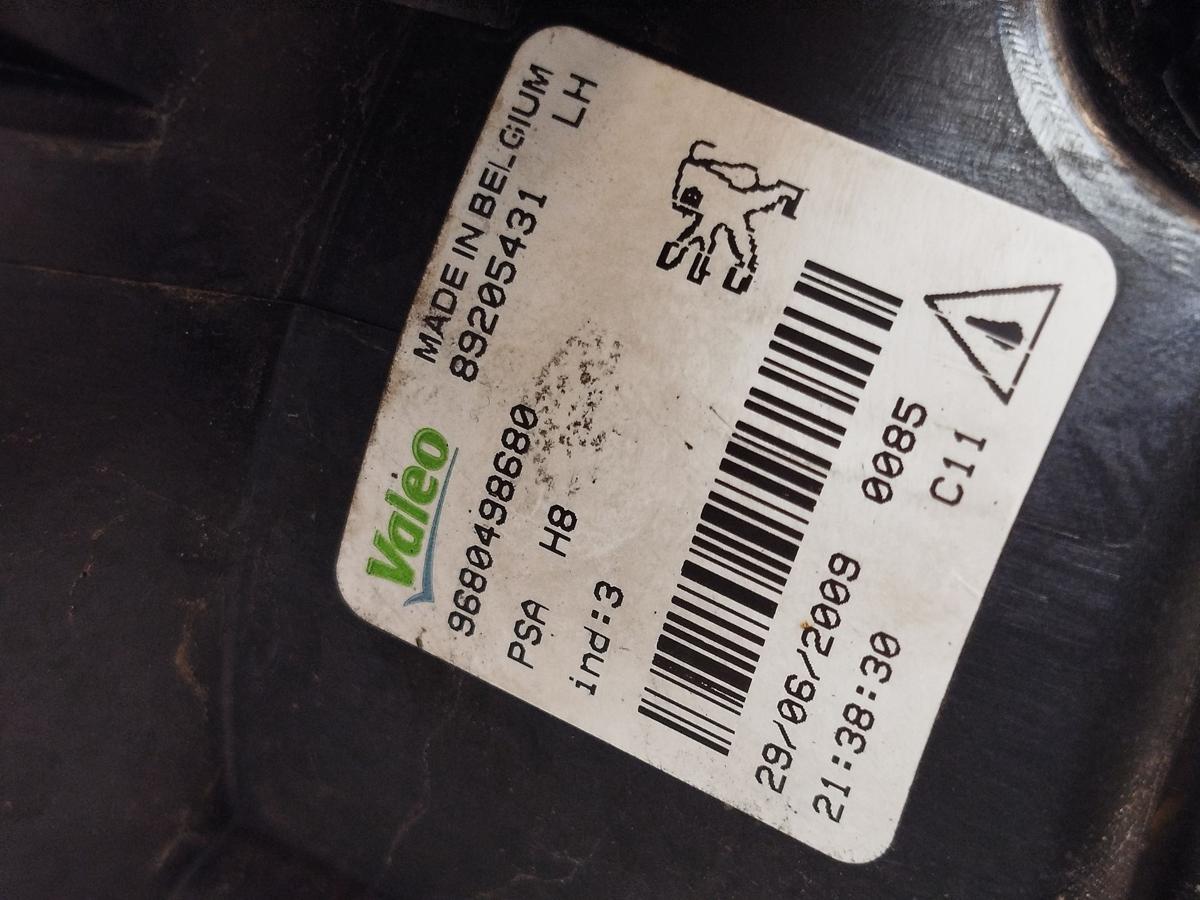 Valeo
MADE IN BELGIUM
9680498680
89205431
LH
PSA
H8
ind:3
29/06/2009
0085
21:38:30
C11